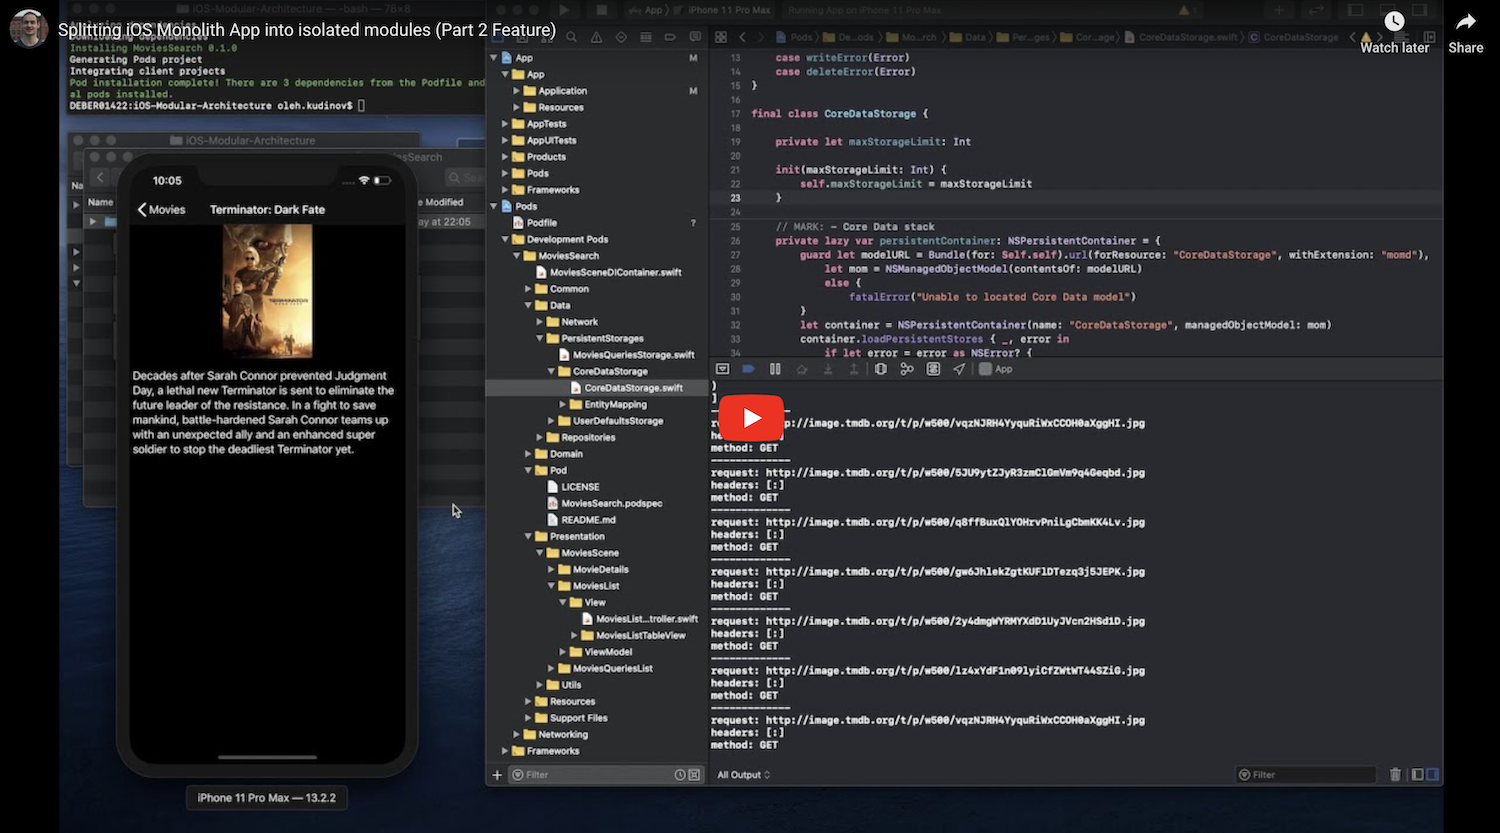 Splitting iOS Monolith App into isolated modules (Part 2 Feature)
Watch later
Share
iOS-Modular-Architecture — -bash — 78×8
Downloading dependencies
Installing MoviesSearch 0.1.0
Generating Pods project
Integrating client projects
Pod installation complete! There are 3 dependencies from the Podfile and
al pods installed.
DEBER01422:iOS-Modular-Architecture oleh.kudinov$
iOS-Modular-Architecture
MoviesSearch
Name
e Modified
ay at 22:05
10:05
Movies
Terminator: Dark Fate
Decades after Sarah Connor prevented Judgment
Day, a lethal new Terminator is sent to eliminate the
future leader of the resistance. In a fight to save
mankind, battle-hardened Sarah Connor teams up
with an unexpected ally and an enhanced super
soldier to stop the deadliest Terminator yet.
iPhone 11 Pro Max — 13.2.2
App
iPhone 11 Pro Max
Running App on iPhone 11 Pro Max
App M
App
Application M
Resources
AppTests
AppUITests
Products
Pods
Frameworks
Pods
Podfile ?
Development Pods
MoviesSearch
MoviesSceneDIContainer.swift
Common
Data
Network
PersistentStorages
MoviesQueriesStorage.swift
CoreDataStorage
CoreDataStorage.swift
EntityMapping
UserDefaultsStorage
Repositories
Domain
Pod
LICENSE
MoviesSearch.podspec
README.md
Presentation
MoviesScene
MovieDetails
MoviesList
View
MoviesList...troller.swift
MoviesListTableView
ViewModel
MoviesQueriesList
Utils
Resources
Support Files
Networking
Frameworks
Filter
Pods
De...ods
Mo...rch
Data
Per...ges
Cor...age
CoreDataStorage.swift
CoreDataStorage
13 case writeError(Error)
14 case deleteError(Error)
15 }
16
17 final class CoreDataStorage {
18
19 private let maxStorageLimit: Int
20
21 init(maxStorageLimit: Int) {
22 self.maxStorageLimit = maxStorageLimit
23 }
24
25 // MARK: - Core Data stack
26 private lazy var persistentContainer: NSPersistentContainer = {
27 guard let modelURL = Bundle(for: Self.self).url(forResource: "CoreDataStorage", withExtension: "momd"),
28 let mom = NSManagedObjectModel(contentsOf: modelURL)
29 else {
30 fatalError("Unable to located Core Data model")
31 }
32 let container = NSPersistentContainer(name: "CoreDataStorage", managedObjectModel: mom)
33 container.loadPersistentStores { _, error in
34 if let error = error as NSError? {
App
)
]
-------------
request: http://image.tmdb.org/t/p/w500/vqzNJRH4YyquRiWxCCOH0aXggHI.jpg
method: GET
-------------
request: http://image.tmdb.org/t/p/w500/5JU9ytZJyR3zmClGmVm9q4Geqbd.jpg
headers: [:]
method: GET
-------------
request: http://image.tmdb.org/t/p/w500/q8ffBuxQlYOHrvPniLgCbmKK4Lv.jpg
headers: [:]
method: GET
-------------
request: http://image.tmdb.org/t/p/w500/gw6JhlekZgtKUFlDTezq3j5JEPK.jpg
headers: [:]
method: GET
-------------
request: http://image.tmdb.org/t/p/w500/2y4dmgWYRMYXdD1UyJVcn2HSd1D.jpg
headers: [:]
method: GET
-------------
request: http://image.tmdb.org/t/p/w500/lz4xYdF1n09lyiCfZWtWT44SZiG.jpg
headers: [:]
method: GET
-------------
request: http://image.tmdb.org/t/p/w500/vqzNJRH4YyquRiWxCCOH0aXggHI.jpg
headers: [:]
method: GET
All Output
Filter